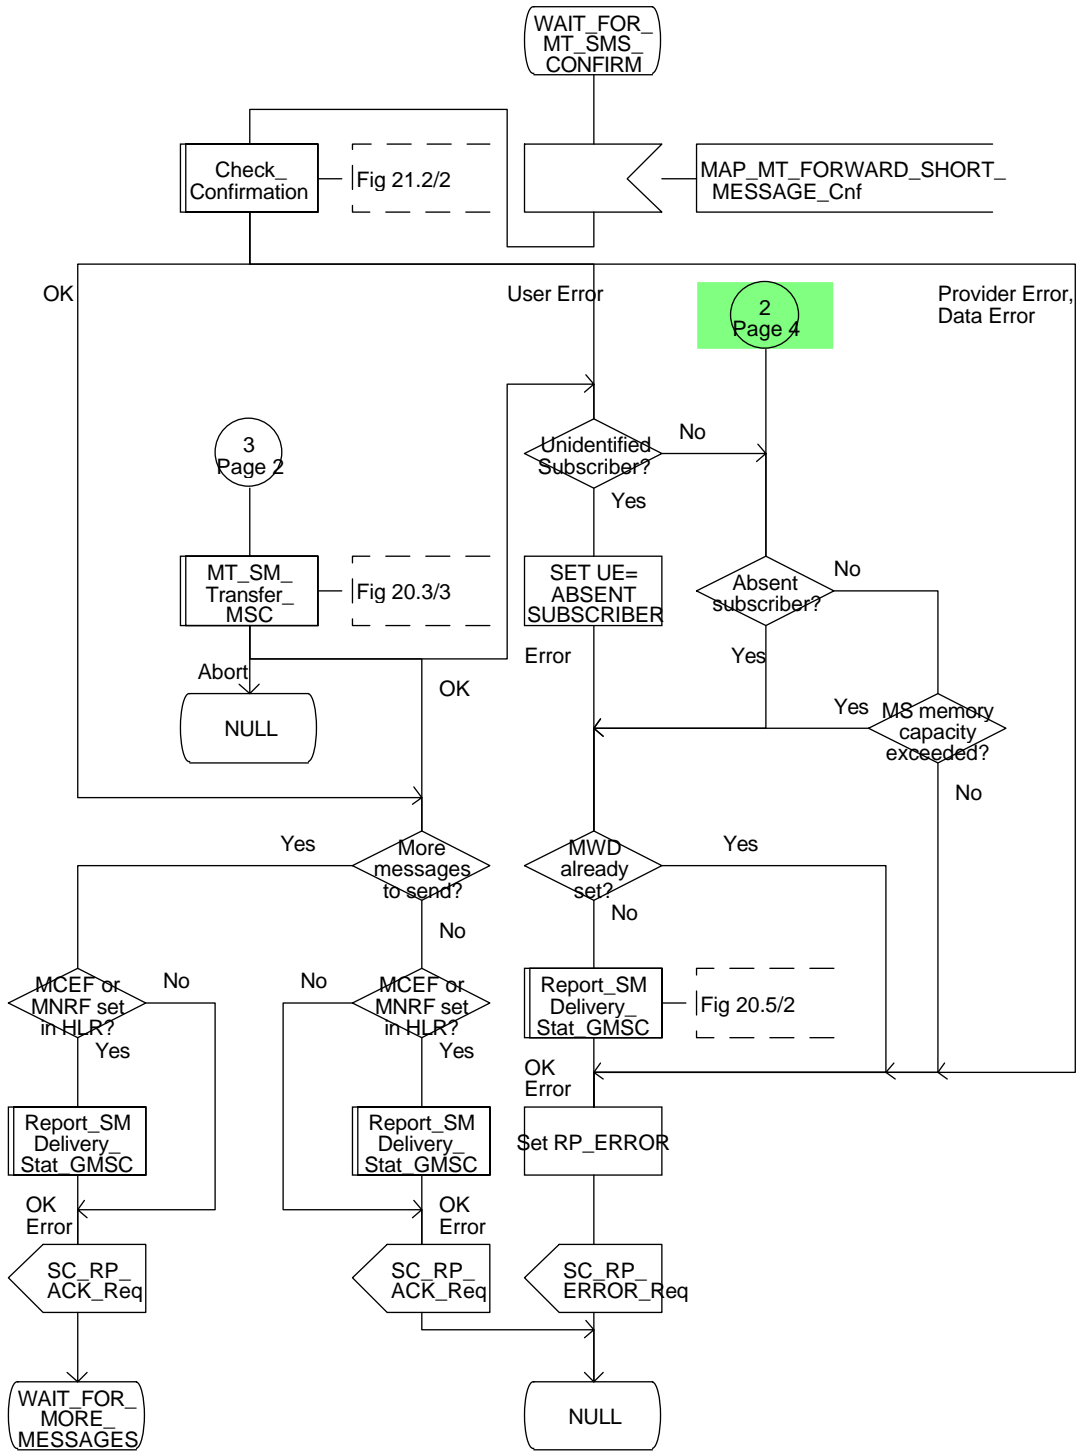 WAIT_FOR_
MT_SMS_
CONFIRM
Check_
Confirmation
Fig 21.2/2
MAP_MT_FORWARD_SHORT_
MESSAGE_Cnf
OK
User Error
Provider Error,
Data Error
2
Page 4
3
Page 2
Unidentified
Subscriber?
No
Yes
MT_SM_
Transfer_
MSC
Fig 20.3/3
SET UE=
ABSENT
SUBSCRIBER
Absent
subscriber?
No
Yes
Error
Abort
OK
NULL
Yes
MS memory
capacity
exceeded?
No
Yes
More
messages
to send?
No
MWD
already
set?
Yes
No
MCEF or
MNRF set
in HLR?
No
Yes
No
MCEF or
MNRF set
in HLR?
Yes
Report_SM
Delivery_
Stat_GMSC
Fig 20.5/2
OK
Error
Report_SM
Delivery_
Stat_GMSC
Report_SM
Delivery_
Stat_GMSC
Set RP_ERROR
OK
Error
OK
Error
SC_RP_
ACK_Req
SC_RP_
ACK_Req
SC_RP_
ERROR_Req
WAIT_FOR_
MORE_
MESSAGES
NULL